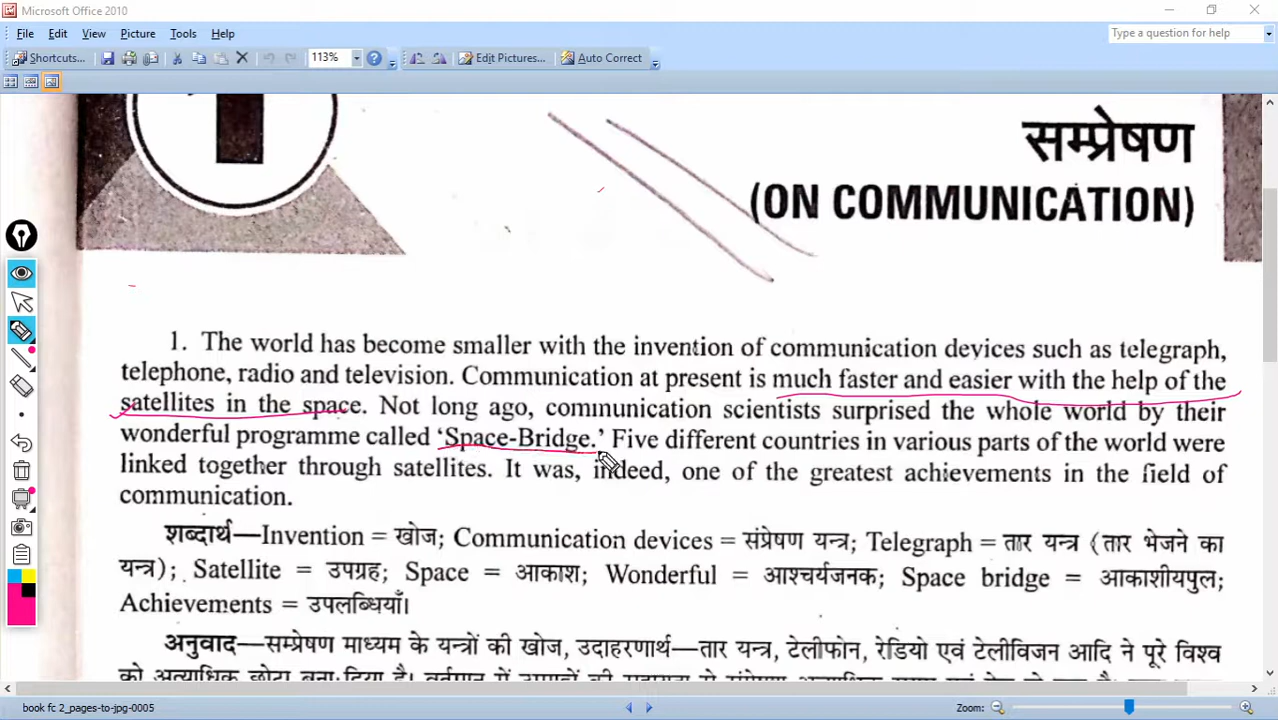 Microsoft Office 2010
File Edit View Picture Tools Help
Type a question for help
Shortcuts... 113% Edit Pictures... Auto Correct
सम्प्रेषण
(ON COMMUNICATION)
1. The world has become smaller with the invention of communication devices such as telegraph,
telephone, radio and television. Communication at present is much faster and easier with the help of the
satellites in the space. Not long ago, communication scientists surprised the whole world by their
wonderful programme called ‘Space-Bridge.’ Five different countries in various parts of the world were
linked together through satellites. It was, indeed, one of the greatest achievements in the field of
communication.
शब्दार्थ—Invention = खोज; Communication devices = संप्रेषण यन्त्र; Telegraph = तार यन्त्र (तार भेजने का
यन्त्र); Satellite = उपग्रह; Space = आकाश; Wonderful = आश्चर्यजनक; Space bridge = आकाशीयपुल;
Achievements = उपलब्धियाँ।
अनुवाद—सम्प्रेषण माध्यम के यन्त्रों की खोज, उदाहरणार्थ—तार यन्त्र, टेलीफोन, रेडियो एवं टेलीविजन आदि ने पूरे विश्व
को अत्यधिक छोटा बना दिया है। वर्तमान में
book fc 2_pages-to-jpg-0005
Zoom: